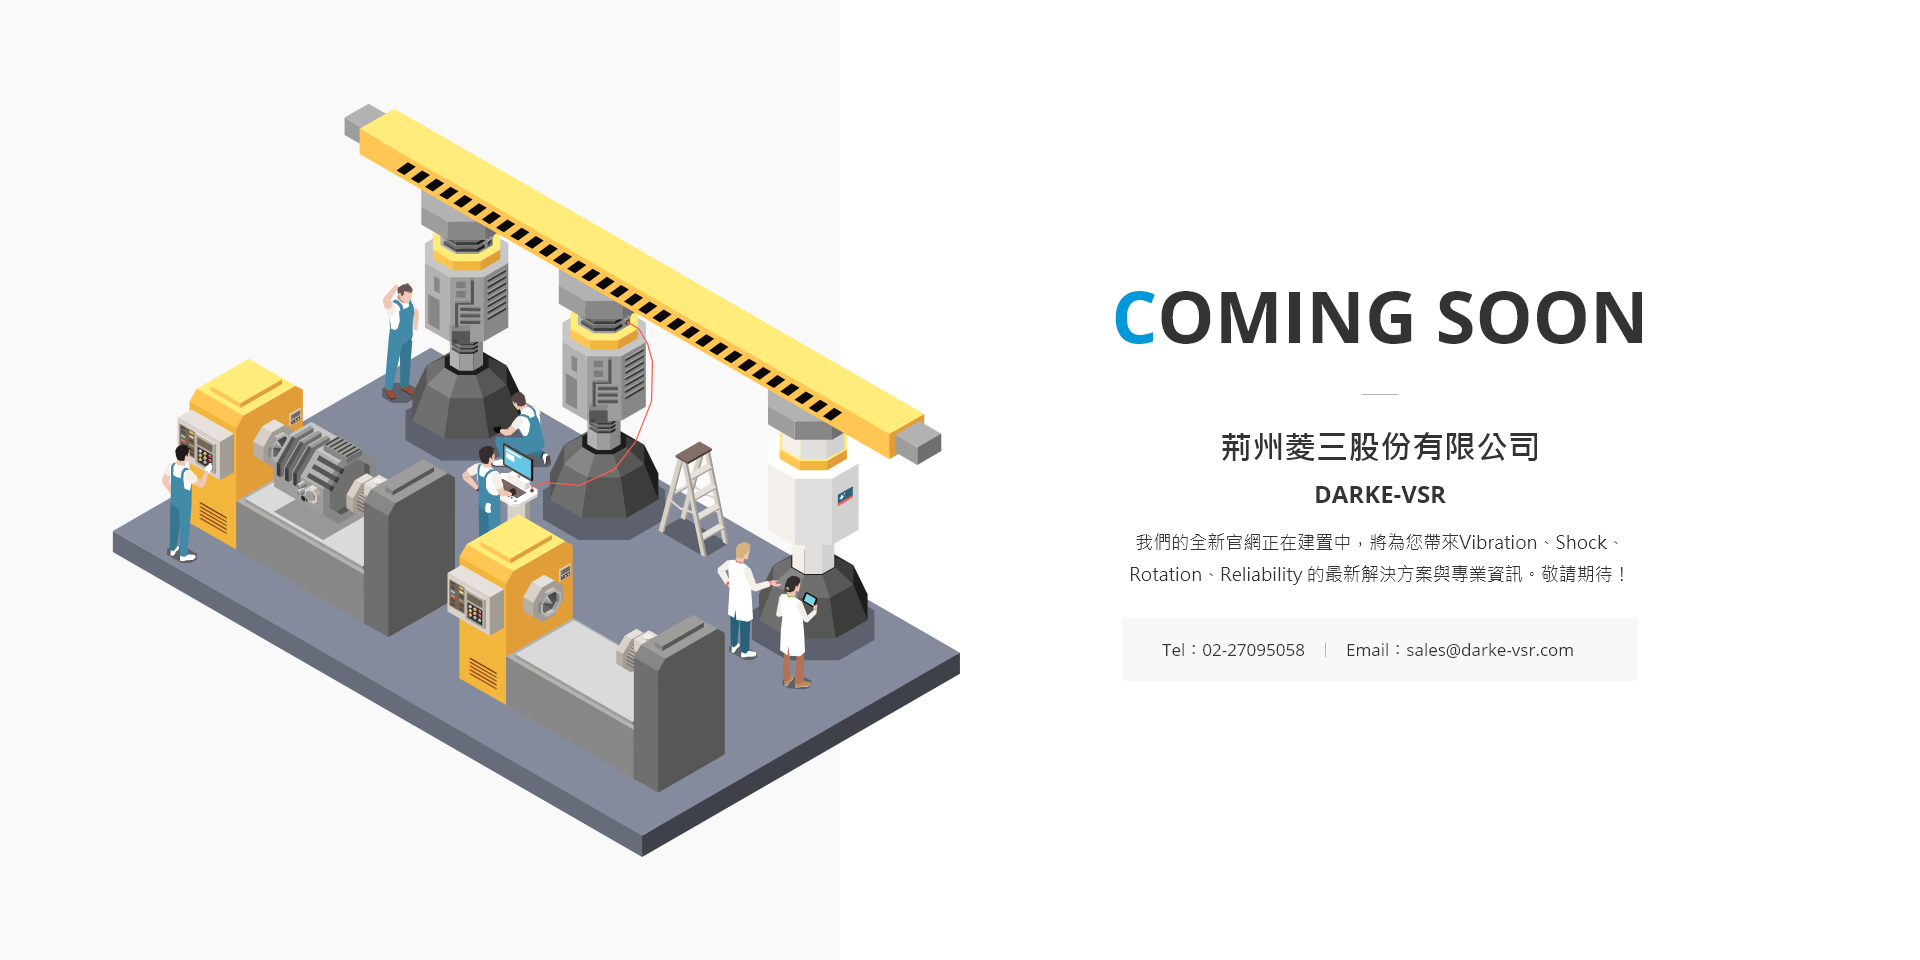 COMING SOON
荊州菱三股份有限公司
DARKE-VSR
我們的全新官網正在建置中，將為您帶來Vibration、Shock、
Rotation、Reliability 的最新解決方案與專業資訊。敬請期待！
Tel：02-27095058 | Email：sales@darke-vsr.com